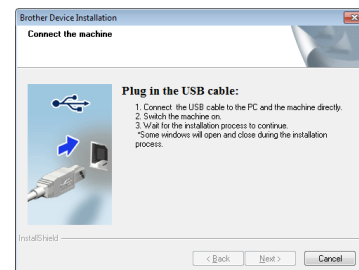 Brother Device Installation
Connect the machine
Plug in the USB cable:
1. Connect the USB cable to the PC and the machine directly.
2. Switch the machine on.
3. Wait for the installation process to continue.
*Some windows will open and close during the installation
process.
InstallShield
< Back Next > Cancel